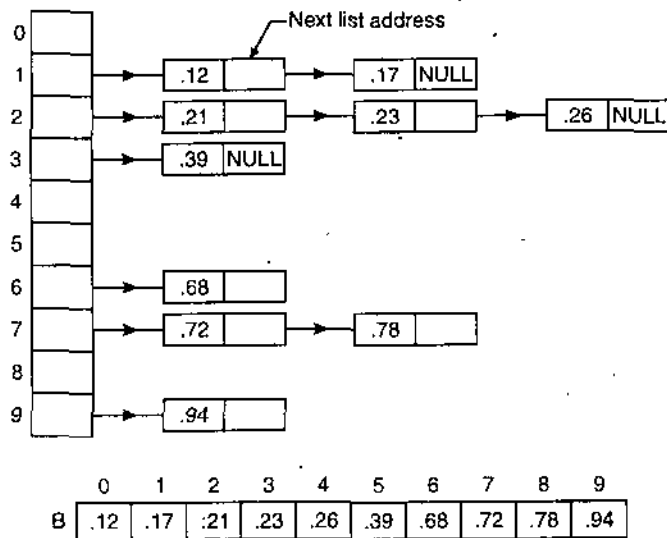 Next list address
0
1 .12 .17 NULL
2 .21 .23 .26 NULL
3 .39 NULL
4
5
6 .68
7 .72 .78
8
9 .94
0 1 2 3 4 5 6 7 8 9
B .12 .17 .21 .23 .26 .39 .68 .72 .78 .94